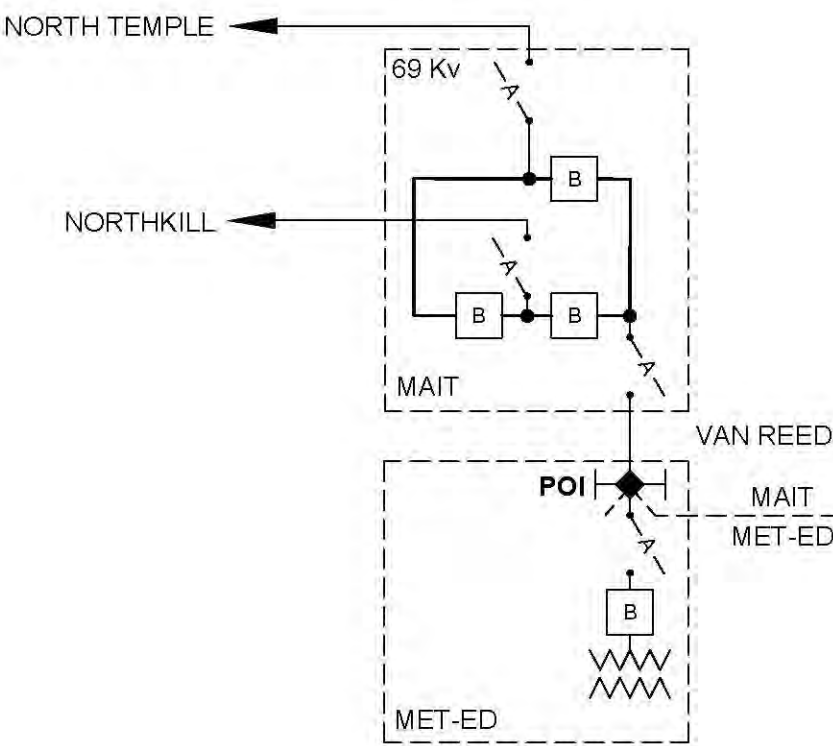 NORTH TEMPLE
69 Kv
A
B
NORTHKILL
A
B
B
A
MAIT
VAN REED
POI
MAIT
MET-ED
A
B
MET-ED